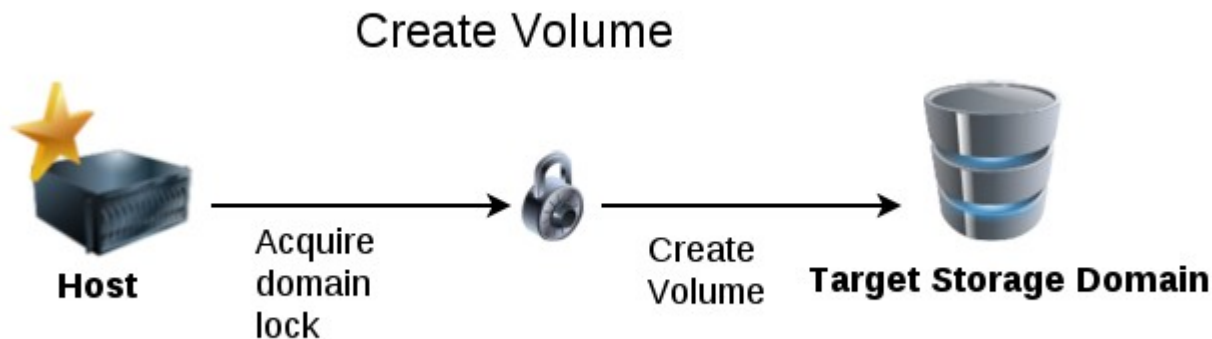 Create Volume
Acquire
domain
lock
Create
Volume
Host
Target Storage Domain